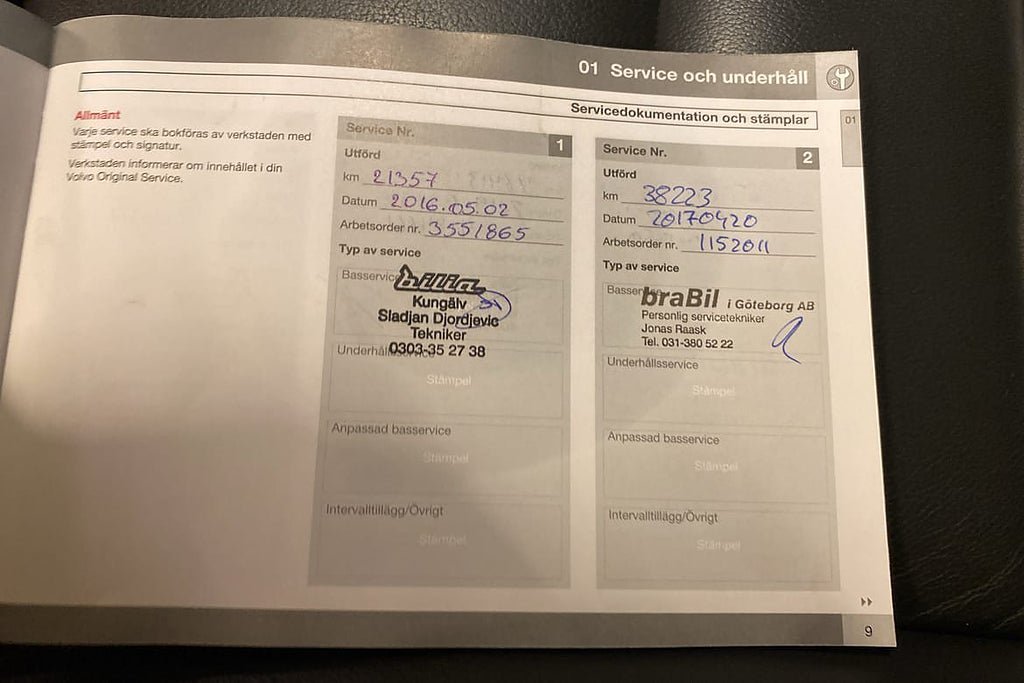 01 Service och underhåll
Servicedokumentation och stämplar
01
Allmänt
Varje service ska bokföras av verkstaden med
stämpel och signatur.
Verkstaden informerar om innehållet i din
Volvo Original Service.
Service Nr. 1
Utförd
km 21357
Datum 2016.05.02
Arbetsorder nr. 3551865
Typ av service
Basservice
bilia
Kungälv
Sladjan Djordjevic
Tekniker
0303-35 27 38
Underhållsservice
Stämpel
Anpassad basservice
Stämpel
Intervalltillägg/Övrigt
Stämpel
Service Nr. 2
Utförd
km 38223
Datum 20170420
Arbetsorder nr. 1152011
Typ av service
Basservice
braBil i Göteborg AB
Personlig servicetekniker
Jonas Raask
Tel. 031-380 52 22
Underhållsservice
Stämpel
Anpassad basservice
Stämpel
Intervalltillägg/Övrigt
Stämpel
9